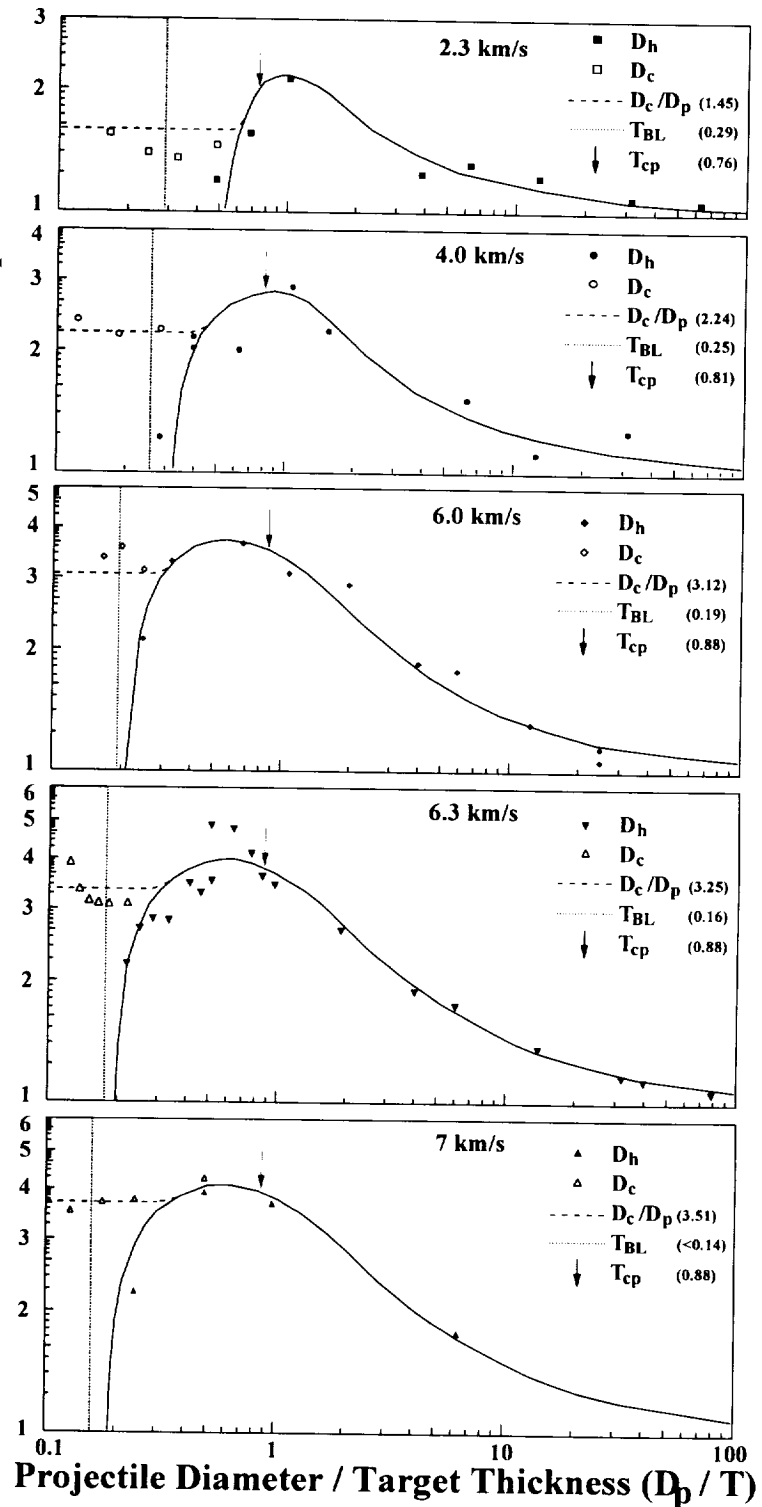 3
2
1
2.3 km/s
D_h
D_c
D_c/D_p (1.45)
T_BL (0.29)
T_cp (0.76)
4
3
2
1
4.0 km/s
D_h
D_c
D_c/D_p (2.24)
T_BL (0.25)
T_cp (0.81)
5
4
3
2
1
6.0 km/s
D_h
D_c
D_c/D_p (3.12)
T_BL (0.19)
T_cp (0.88)
6
5
4
3
2
1
6.3 km/s
D_h
D_c
D_c/D_p (3.25)
T_BL (0.16)
T_cp (0.88)
6
5
4
3
2
1
7 km/s
D_h
D_c
D_c/D_p (3.51)
T_BL (<0.14)
T_cp (0.88)
0.1 1 10 100
Projectile Diameter / Target Thickness (D_p / T)